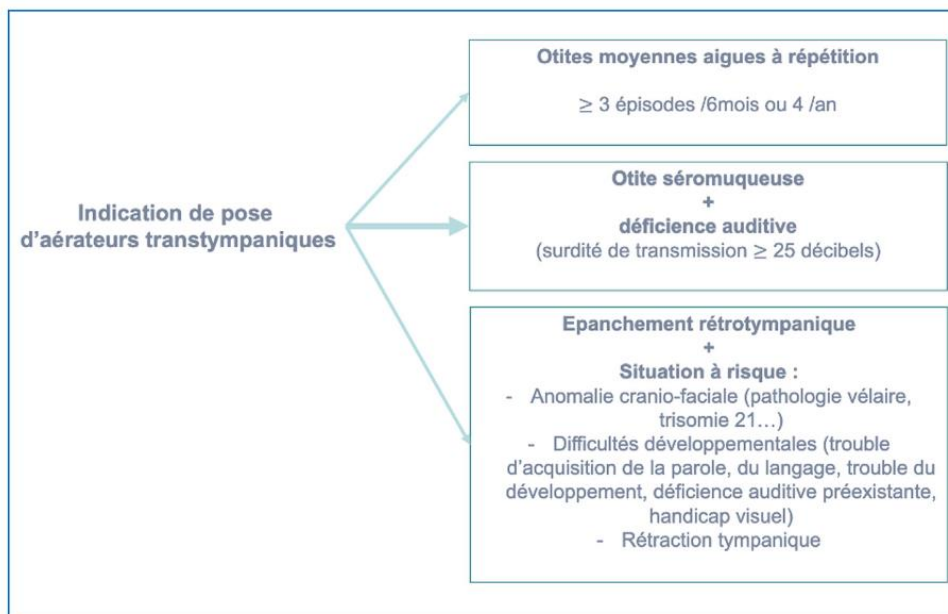 Indication de pose
d'aérateurs transtympaniques
Otites moyennes aigues à répétition
≥ 3 épisodes /6mois ou 4 /an
Otite séromuqueuse
+
déficience auditive
(surdité de transmission ≥ 25 décibels)
Epanchement rétrotympanique
+
Situation à risque :
- Anomalie cranio-faciale (pathologie vélaire,
trisomie 21…)
- Difficultés développementales (trouble
d'acquisition de la parole, du langage, trouble du
développement, déficience auditive préexistante,
handicap visuel)
- Rétraction tympanique